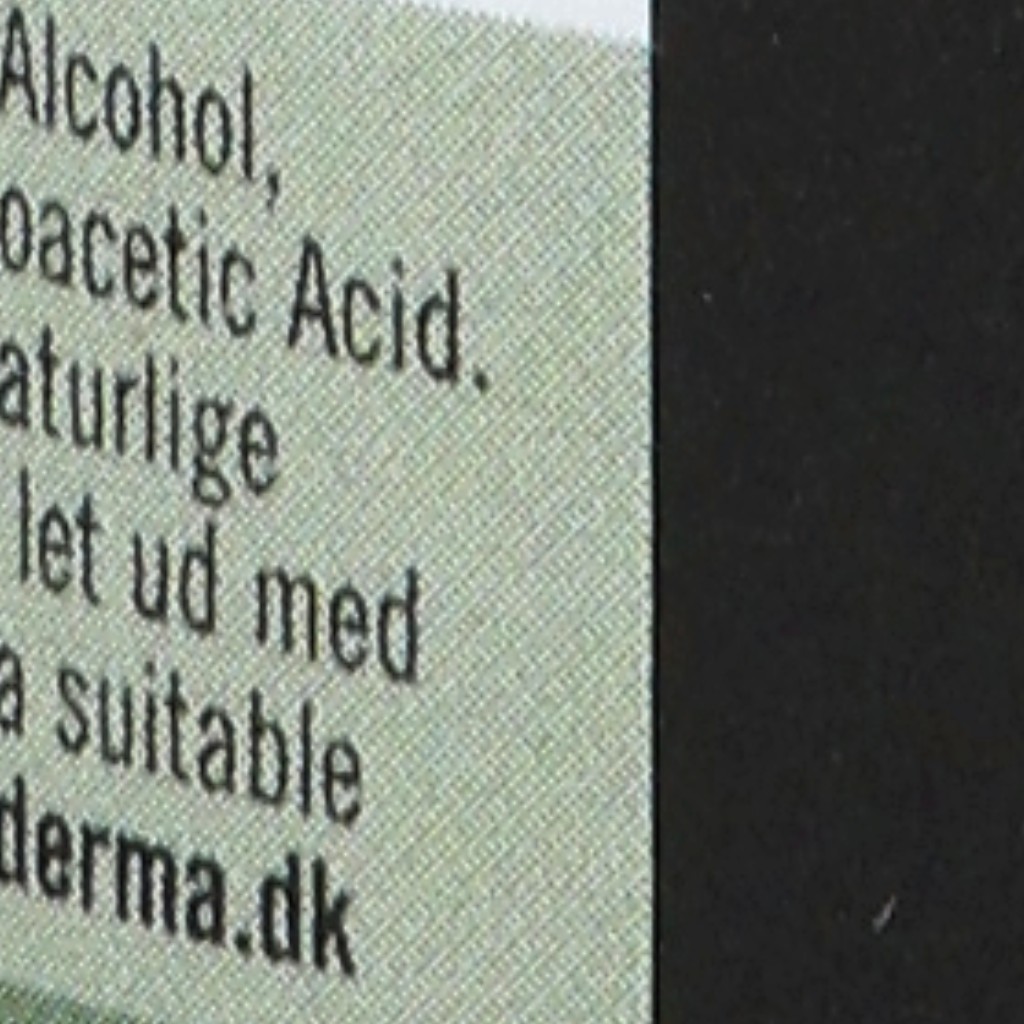 Alcohol,
oacetic Acid.
aturlige
let ud med
a suitable
derma.dk